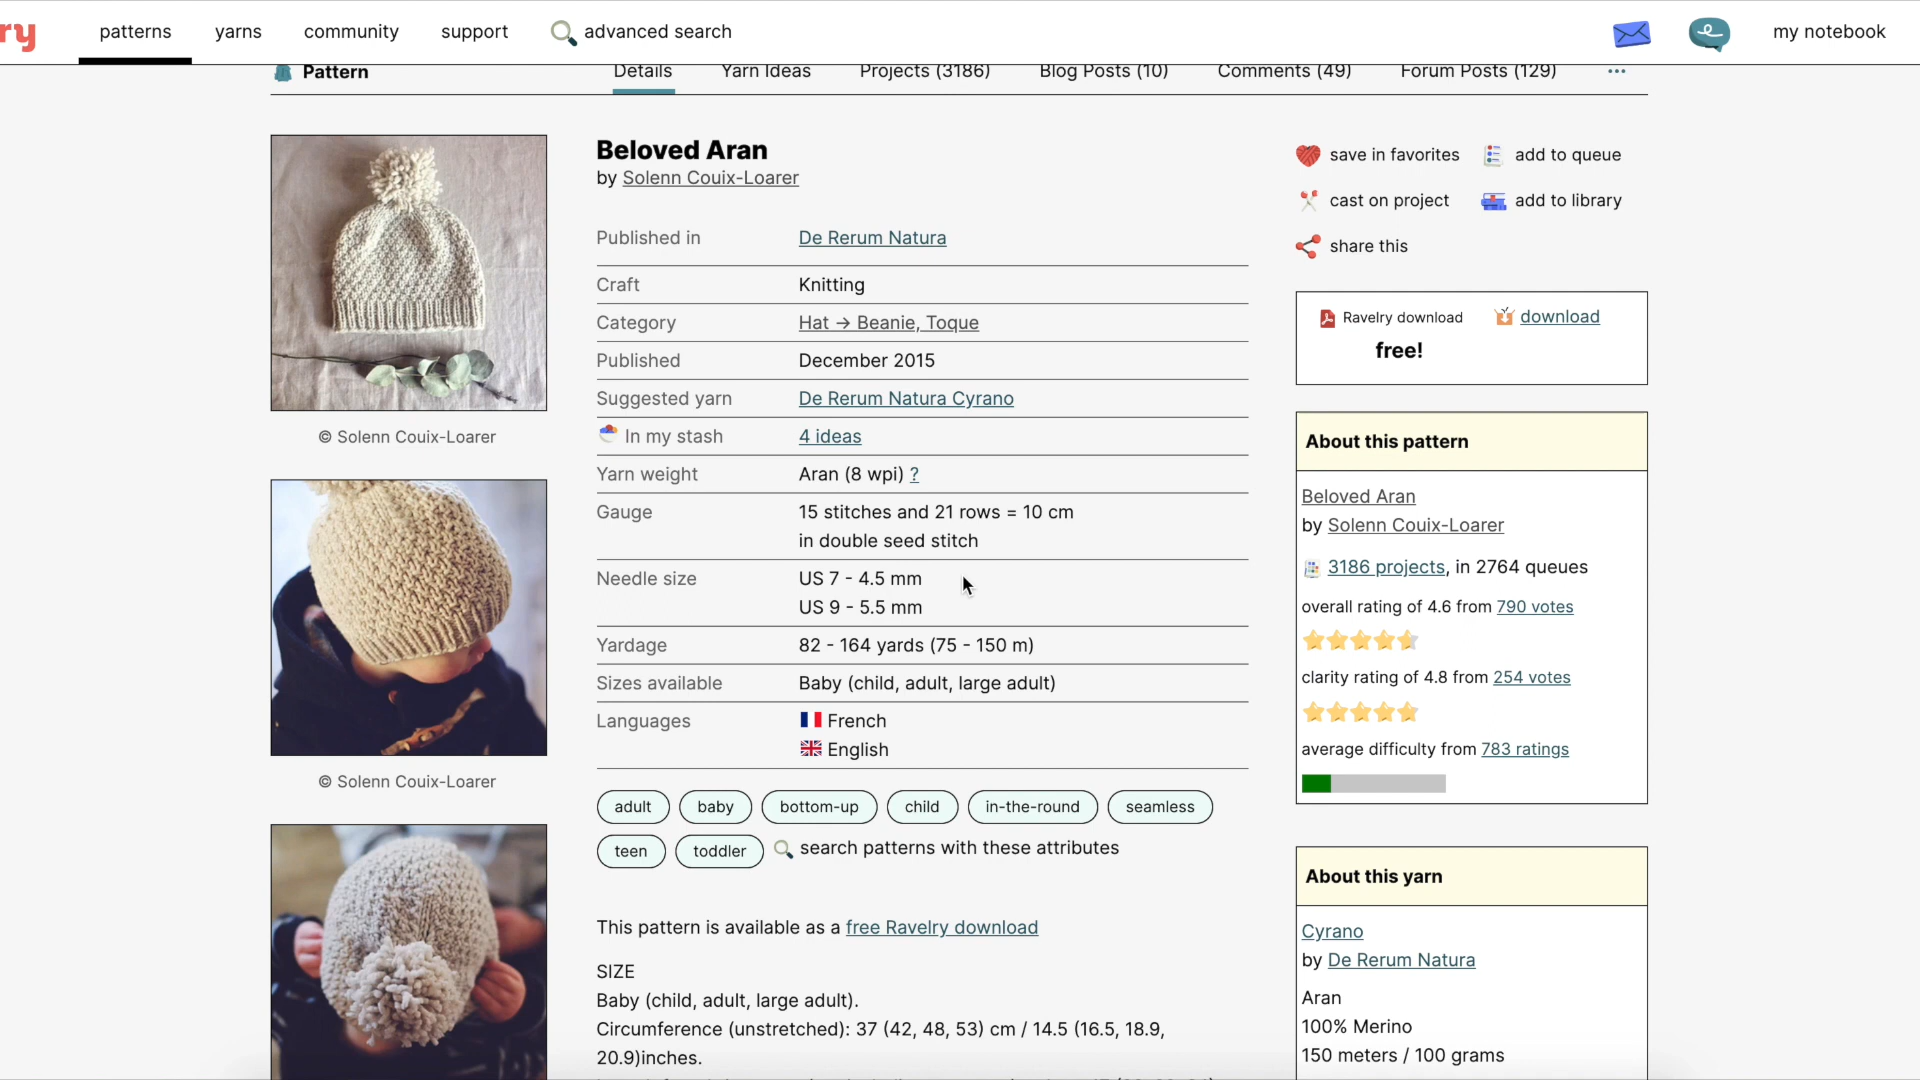 ry
patterns
yarns
community
support
advanced search
my notebook
Pattern
Details
Yarn Ideas
Projects (3186)
Blog Posts (10)
Comments (49)
Forum Posts (129)
Beloved Aran
by Solenn Couix-Loarer
© Solenn Couix-Loarer
© Solenn Couix-Loarer
Published in De Rerum Natura
Craft Knitting
Category Hat → Beanie, Toque
Published December 2015
Suggested yarn De Rerum Natura Cyrano
In my stash 4 ideas
Yarn weight Aran (8 wpi) ?
Gauge 15 stitches and 21 rows = 10 cm
in double seed stitch
Needle size US 7 - 4.5 mm
US 9 - 5.5 mm
Yardage 82 - 164 yards (75 - 150 m)
Sizes available Baby (child, adult, large adult)
Languages French
English
adult baby bottom-up child in-the-round seamless
teen toddler search patterns with these attributes
This pattern is available as a free Ravelry download
SIZE
Baby (child, adult, large adult).
Circumference (unstretched): 37 (42, 48, 53) cm / 14.5 (16.5, 18.9,
20.9)inches.
save in favorites add to queue
cast on project add to library
share this
Ravelry download download
free!
About this pattern
Beloved Aran
by Solenn Couix-Loarer
3186 projects, in 2764 queues
overall rating of 4.6 from 790 votes
clarity rating of 4.8 from 254 votes
average difficulty from 783 ratings
About this yarn
Cyrano
by De Rerum Natura
Aran
100% Merino
150 meters / 100 grams